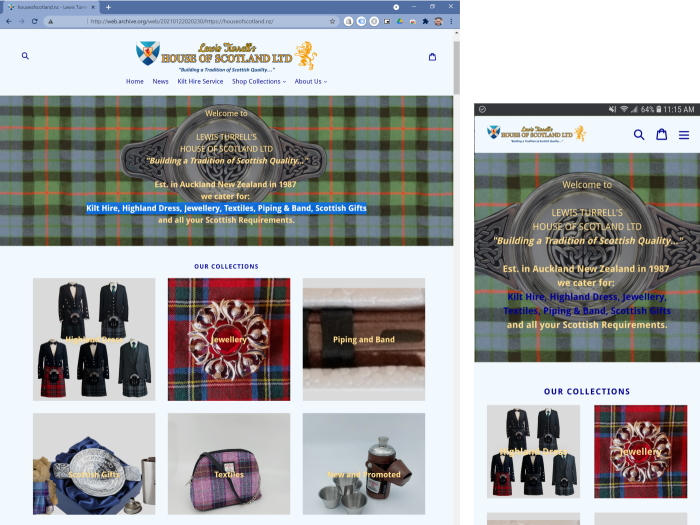 houseofscotland.nz - Lewis Turre
http://web.archive.org/web/20210122020230/https://houseofscotland.nz/
Lewis Turrell's
HOUSE OF SCOTLAND LTD
"Building a Tradition of Scottish Quality..."
Home News Kilt Hire Service Shop Collections About Us
Welcome to
LEWIS TURRELL'S
HOUSE OF SCOTLAND LTD
"Building a Tradition of Scottish Quality..."
Est. in Auckland New Zealand in 1987
we cater for:
Kilt Hire, Highland Dress, Jewellery, Textiles, Piping & Band, Scottish Gifts
and all your Scottish Requirements.
OUR COLLECTIONS
Highland Dress
Jewellery
Piping and Band
Scottish Gifts
Textiles
New and Promoted
64% 11:15 AM
Lewis Turrell's
HOUSE OF SCOTLAND LTD
"Building a Tradition of Scottish Quality..."
Welcome to
LEWIS TURRELL'S
HOUSE OF SCOTLAND LTD
"Building a Tradition of Scottish Quality..."
Est. in Auckland New Zealand in 1987
we cater for:
Kilt Hire, Highland Dress, Jewellery,
Textiles, Piping & Band, Scottish Gifts
and all your Scottish Requirements.
OUR COLLECTIONS
Highland Dress
Jewellery